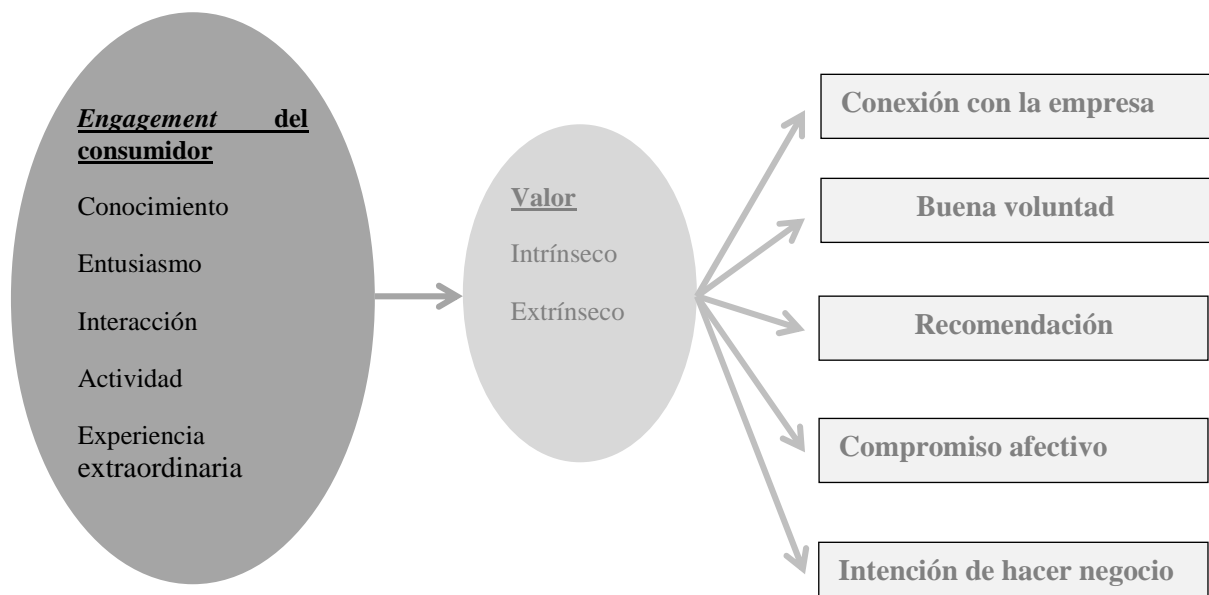 Engagement del
consumidor
Conocimiento
Entusiasmo
Interacción
Actividad
Experiencia
extraordinaria
Valor
Intrínseco
Extrínseco
Conexión con la empresa
Buena voluntad
Recomendación
Compromiso afectivo
Intención de hacer negocio